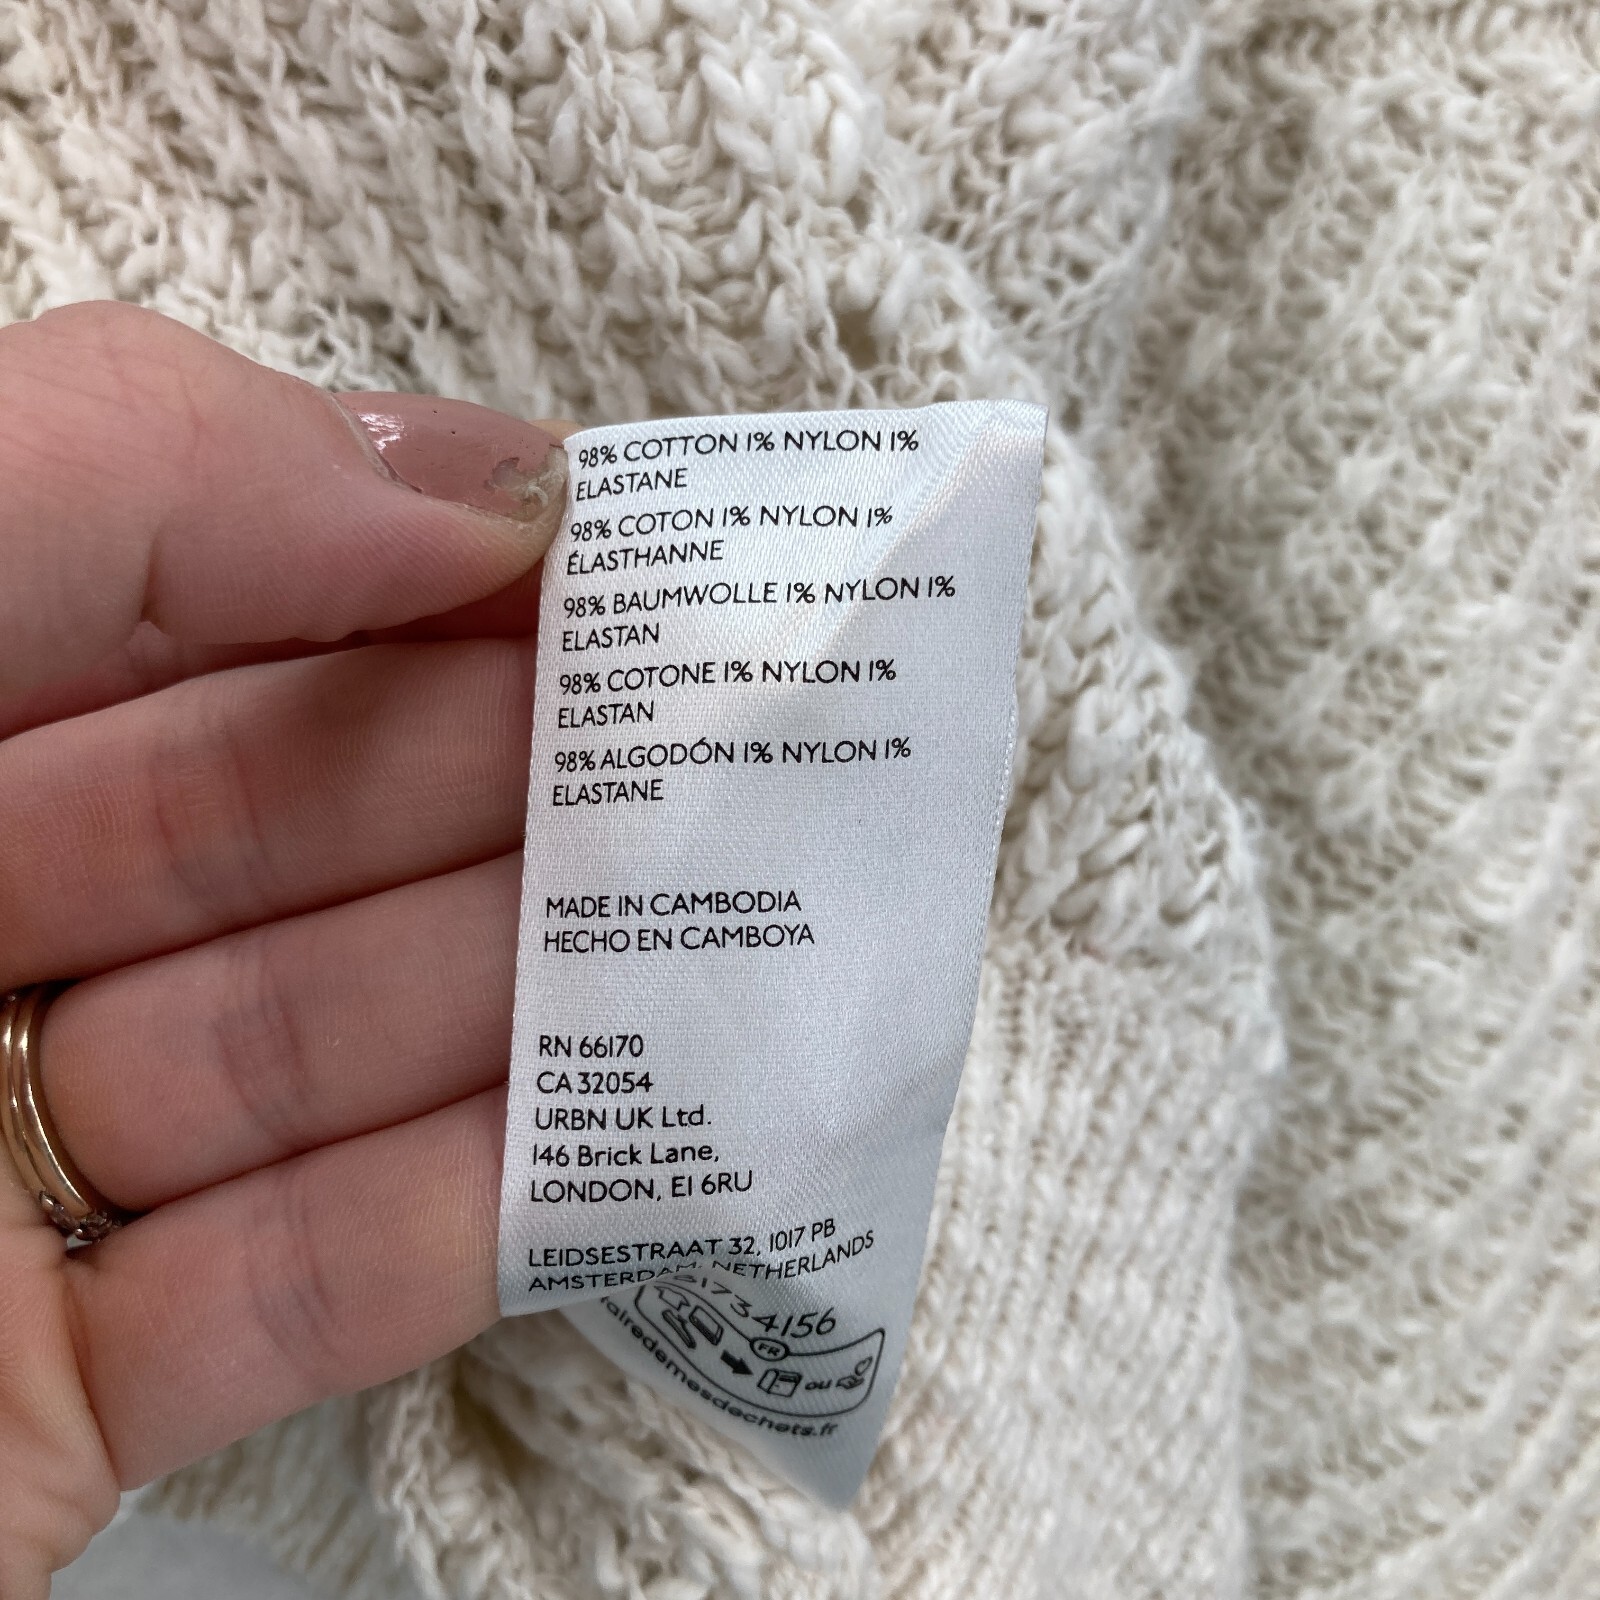 98% COTTON 1% NYLON 1%
ELASTANE
98% COTON 1% NYLON 1%
ÉLASTHANNE
98% BAUMWOLLE 1% NYLON 1%
ELASTAN
98% COTONE 1% NYLON 1%
ELASTAN
98% ALGODÓN 1% NYLON 1%
ELASTANE
MADE IN CAMBODIA
HECHO EN CAMBOYA
RN 66170
CA 32054
URBN UK Ltd.
146 Brick Lane,
LONDON, E1 6RU
LEIDSESTRAAT 32, 1017 PB
AMSTERDAM, NETHERLANDS
FR
ou